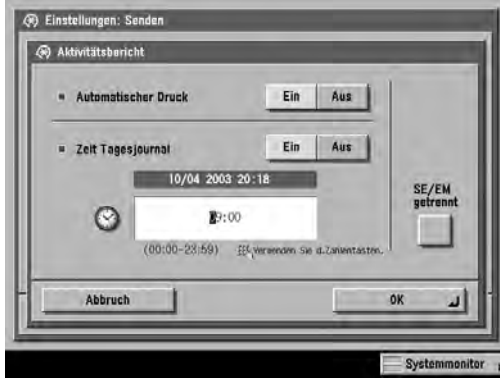 Einstellungen: Senden
Aktivitätsbericht
Automatischer Druck
Ein
Aus
Zeit Tagesjournal
Ein
Aus
10/04 2003 20:18
SE/EM
getrennt
9:00
(00:00-23:59)
Verwenden Sie d.Zahlentasten.
Abbruch
OK
Systemmonitor